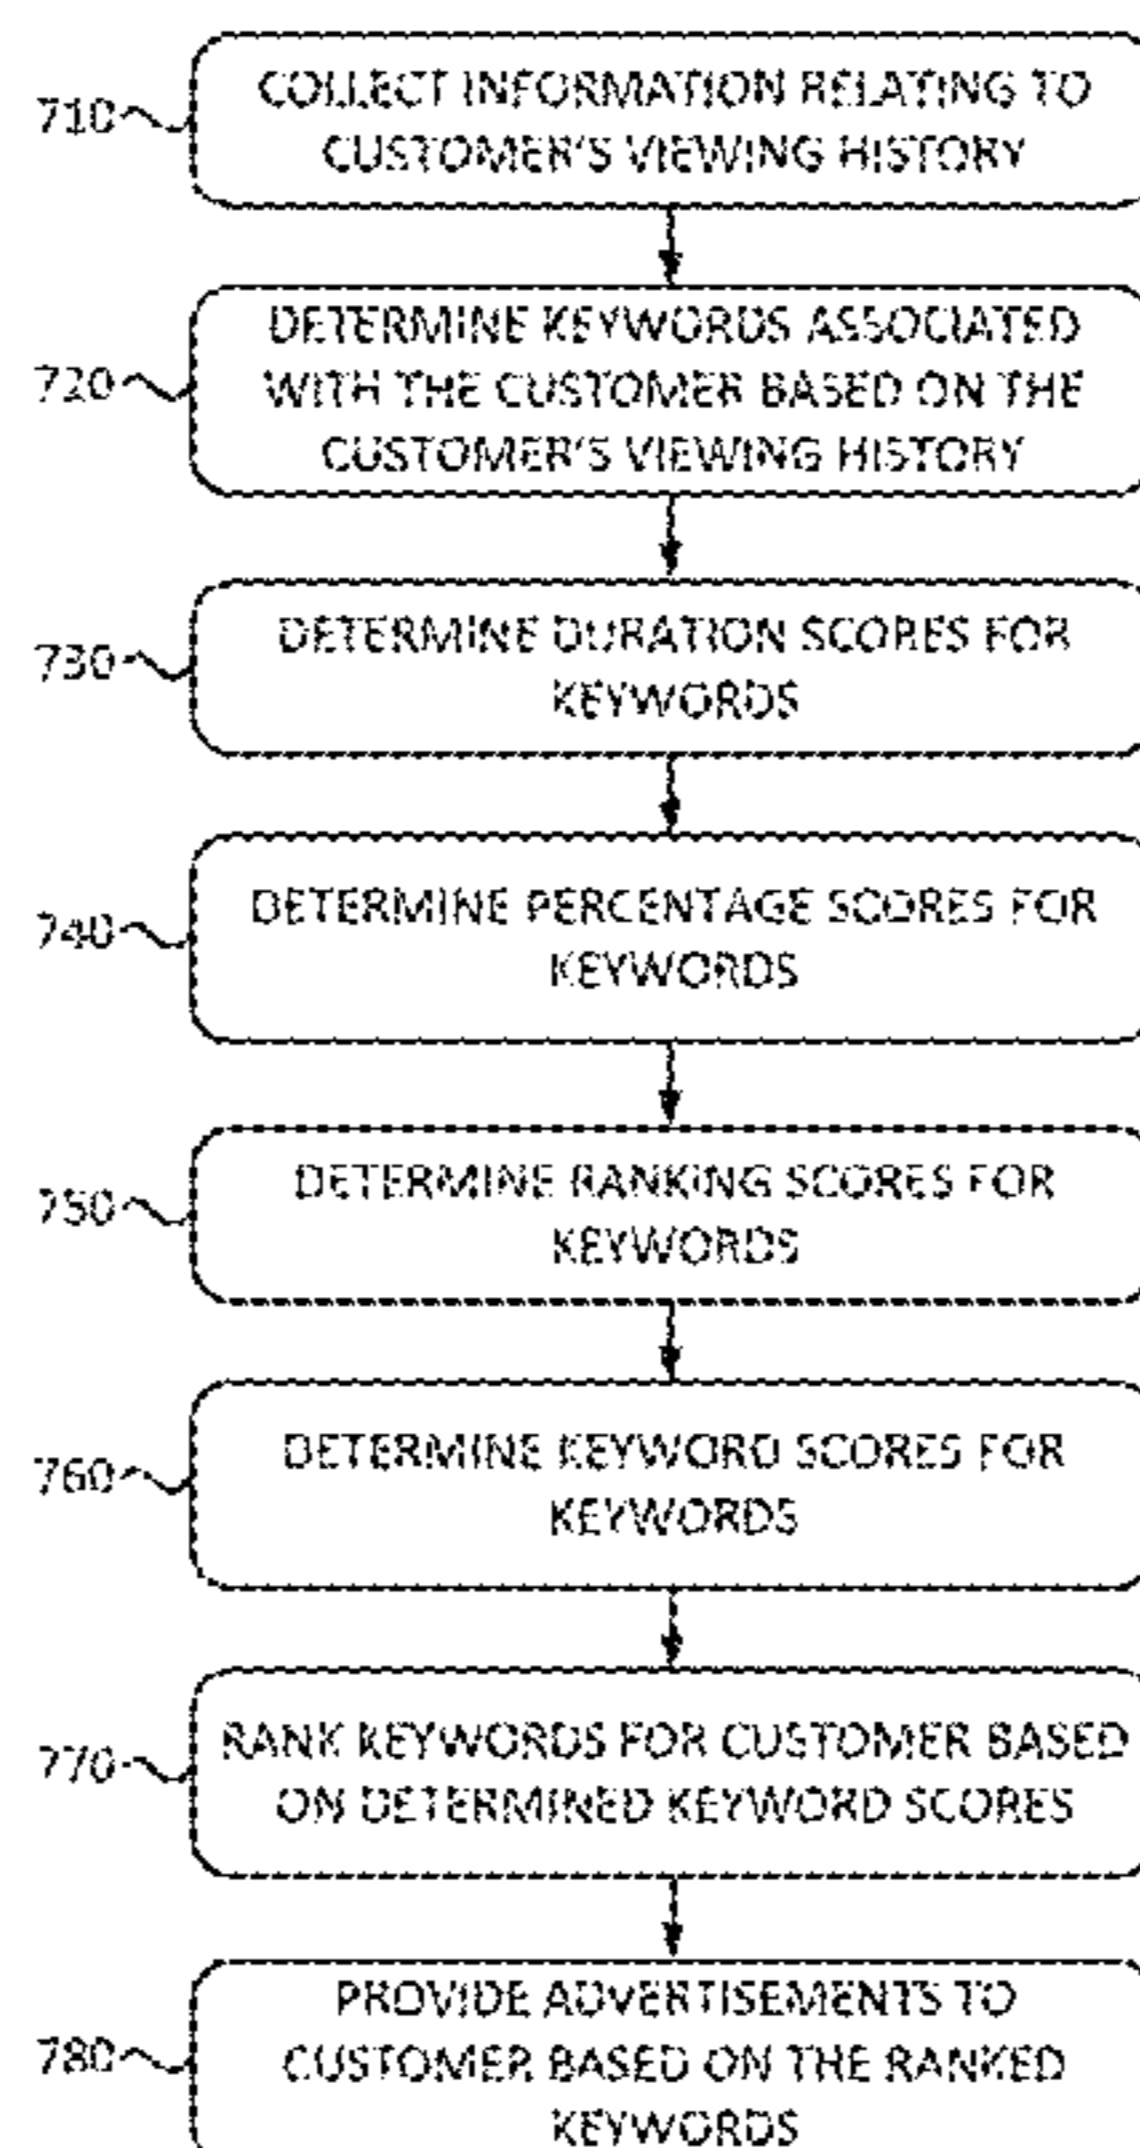 710
COLLECT INFORMATION RELATING TO
CUSTOMER'S VIEWING HISTORY
720
DETERMINE KEYWORDS ASSOCIATED
WITH THE CUSTOMER BASED ON THE
CUSTOMER'S VIEWING HISTORY
730
DETERMINE DURATION SCORES FOR
KEYWORDS
740
DETERMINE PERCENTAGE SCORES FOR
KEYWORDS
750
DETERMINE RANKING SCORES FOR
KEYWORDS
760
DETERMINE KEYWORD SCORES FOR
KEYWORDS
770
RANK KEYWORDS FOR CUSTOMER BASED
ON DETERMINED KEYWORD SCORES
780
PROVIDE ADVERTISEMENTS TO
CUSTOMER BASED ON THE RANKED
KEYWORDS